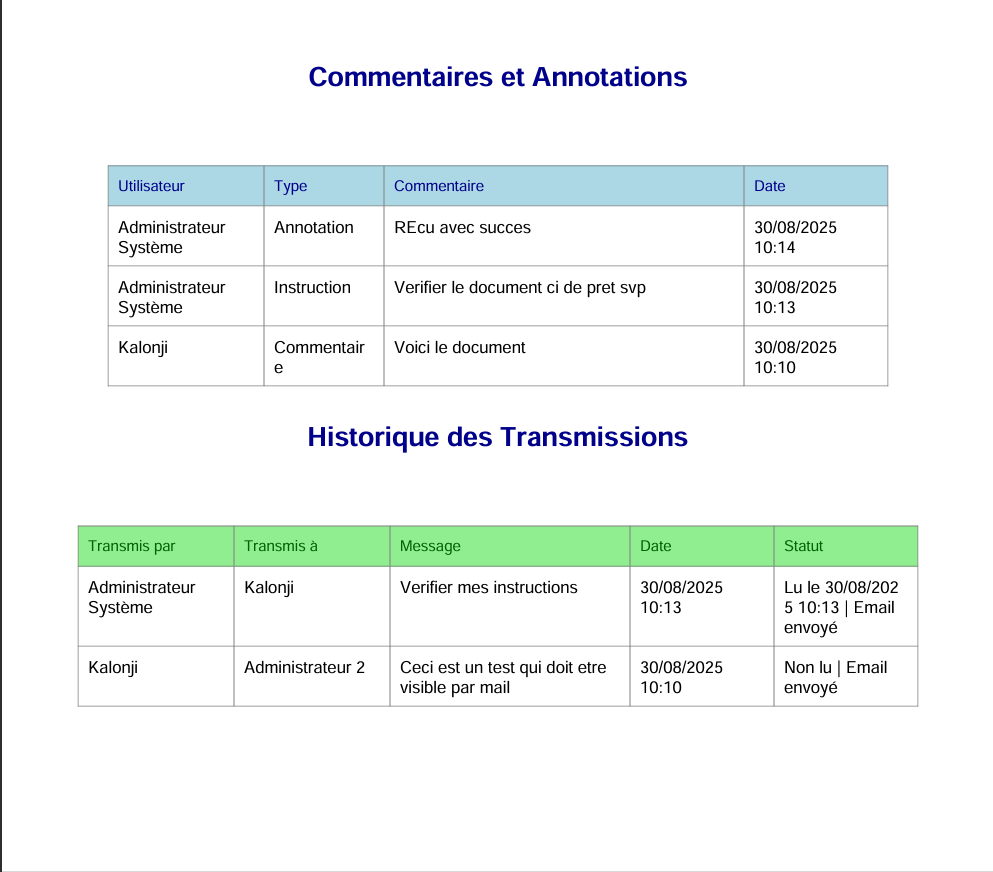 Commentaires et Annotations
Utilisateur Type Commentaire Date
Administrateur Annotation REcu avec succes 30/08/2025
Système 10:14
Administrateur Instruction Verifier le document ci de pret svp 30/08/2025
Système 10:13
Kalonji Commentair Voici le document 30/08/2025
e 10:10
Historique des Transmissions
Transmis par Transmis à Message Date Statut
Administrateur Kalonji Verifier mes instructions 30/08/2025 Lu le 30/08/202
Système 10:13 5 10:13 | Email
envoyé
Kalonji Administrateur 2 Ceci est un test qui doit etre 30/08/2025 Non lu | Email
visible par mail 10:10 envoyé